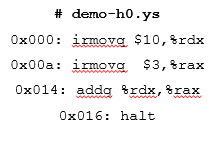 # demo-h0.ys
0x000: irmovq $10,%rdx
0x00a: irmovq  $3,%rax
0x014: addq %rdx,%rax
0x016: halt